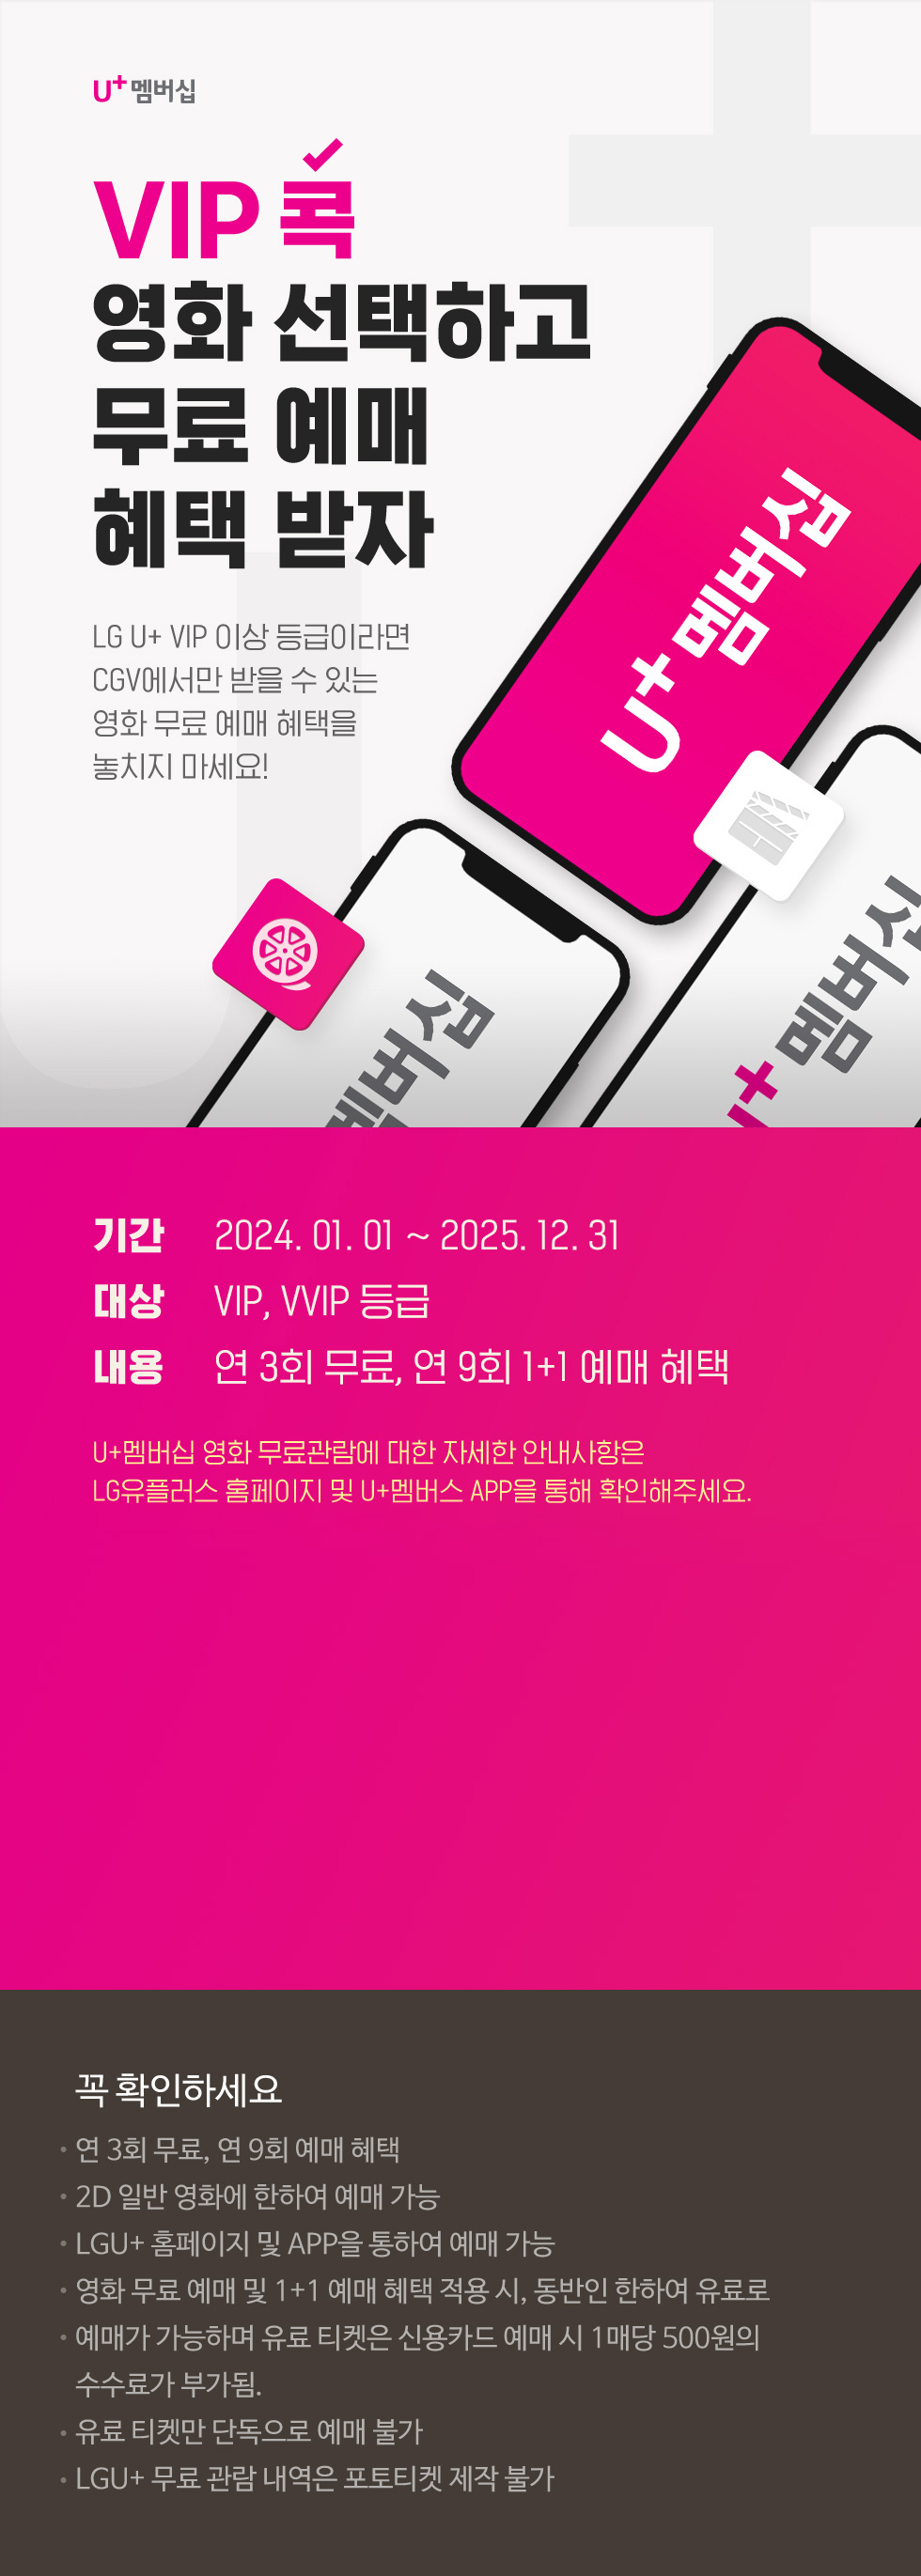 U+멤버십
VIP 콕
영화 선택하고
무료 예매
혜택 받자
LG U+ VIP 이상 등급이라면
CGV에서만 받을 수 있는
영화 무료 예매 혜택을
놓치지 마세요!
U+멤버십
멤버십
U+멤버십
기간 2024. 01. 01 ~ 2025. 12. 31
대상 VIP, VVIP 등급
내용 연 3회 무료, 연 9회 1+1 예매 혜택
U+멤버십 영화 무료관람에 대한 자세한 안내사항은
LG유플러스 홈페이지 및 U+멤버스 APP을 통해 확인해주세요.
꼭 확인하세요
• 연 3회 무료, 연 9회 예매 혜택
• 2D 일반 영화에 한하여 예매 가능
• LGU+ 홈페이지 및 APP을 통하여 예매 가능
• 영화 무료 예매 및 1+1 예매 혜택 적용 시, 동반인 한하여 유료로
• 예매가 가능하며 유료 티켓은 신용카드 예매 시 1매당 500원의
수수료가 부가됨.
• 유료 티켓만 단독으로 예매 불가
• LGU+ 무료 관람 내역은 포토티켓 제작 불가